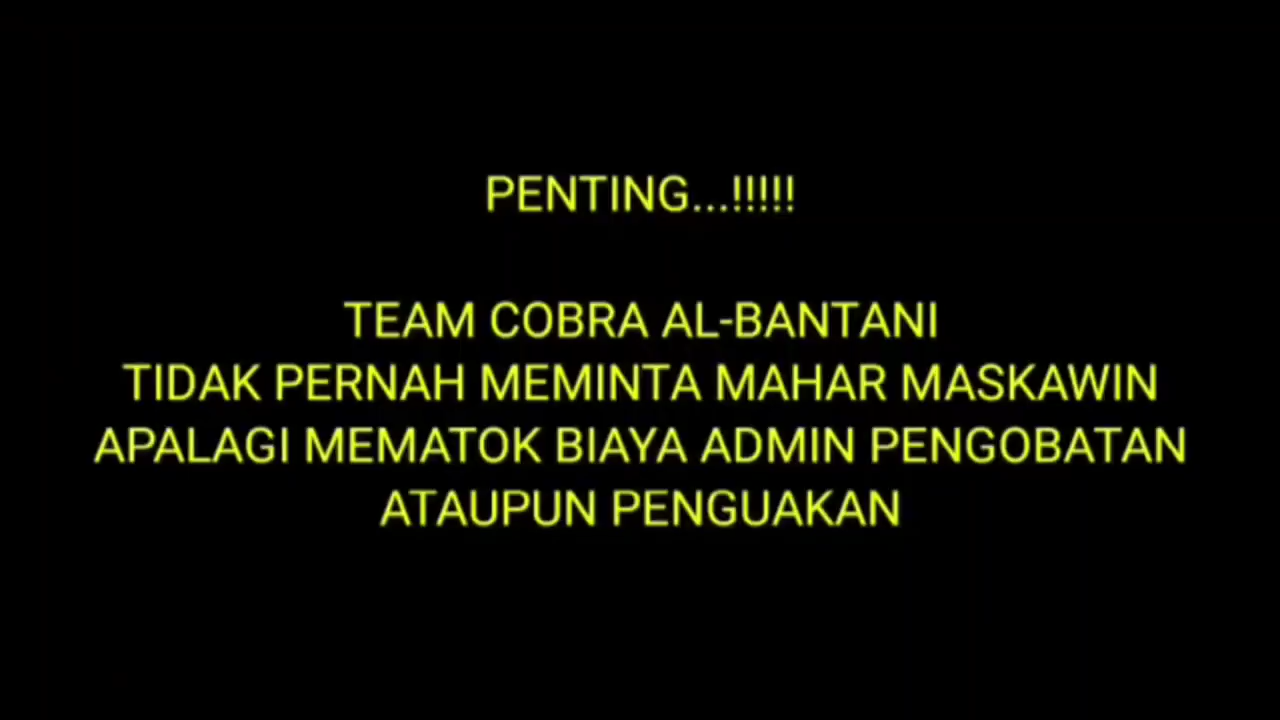 PENTING...!!!!!
TEAM COBRA AL-BANTANI
TIDAK PERNAH MEMINTA MAHAR MASKAWIN
APALAGI MEMATOK BIAYA ADMIN PENGOBATAN
ATAUPUN PENGUAKAN